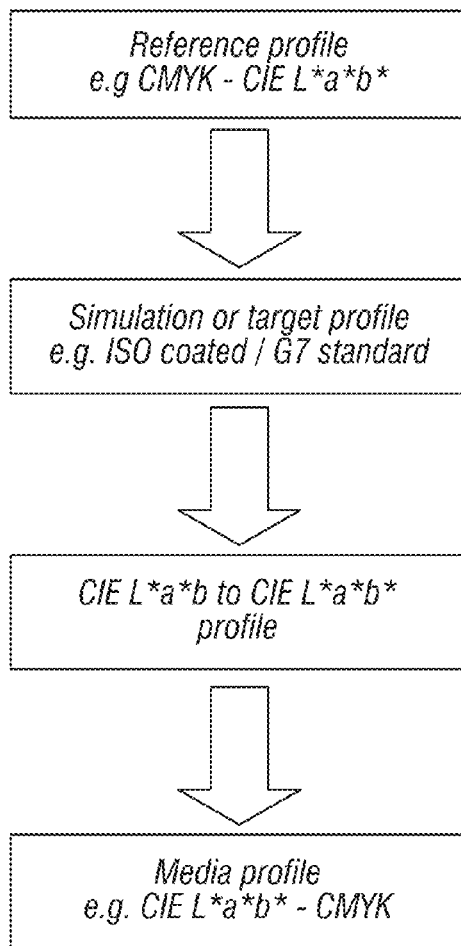 Reference profile
e.g CMYK - CIE L*a*b*
Simulation or target profile
e.g. ISO coated / G7 standard
CIE L*a*b to CIE L*a*b*
profile
Media profile
e.g. CIE L*a*b* - CMYK